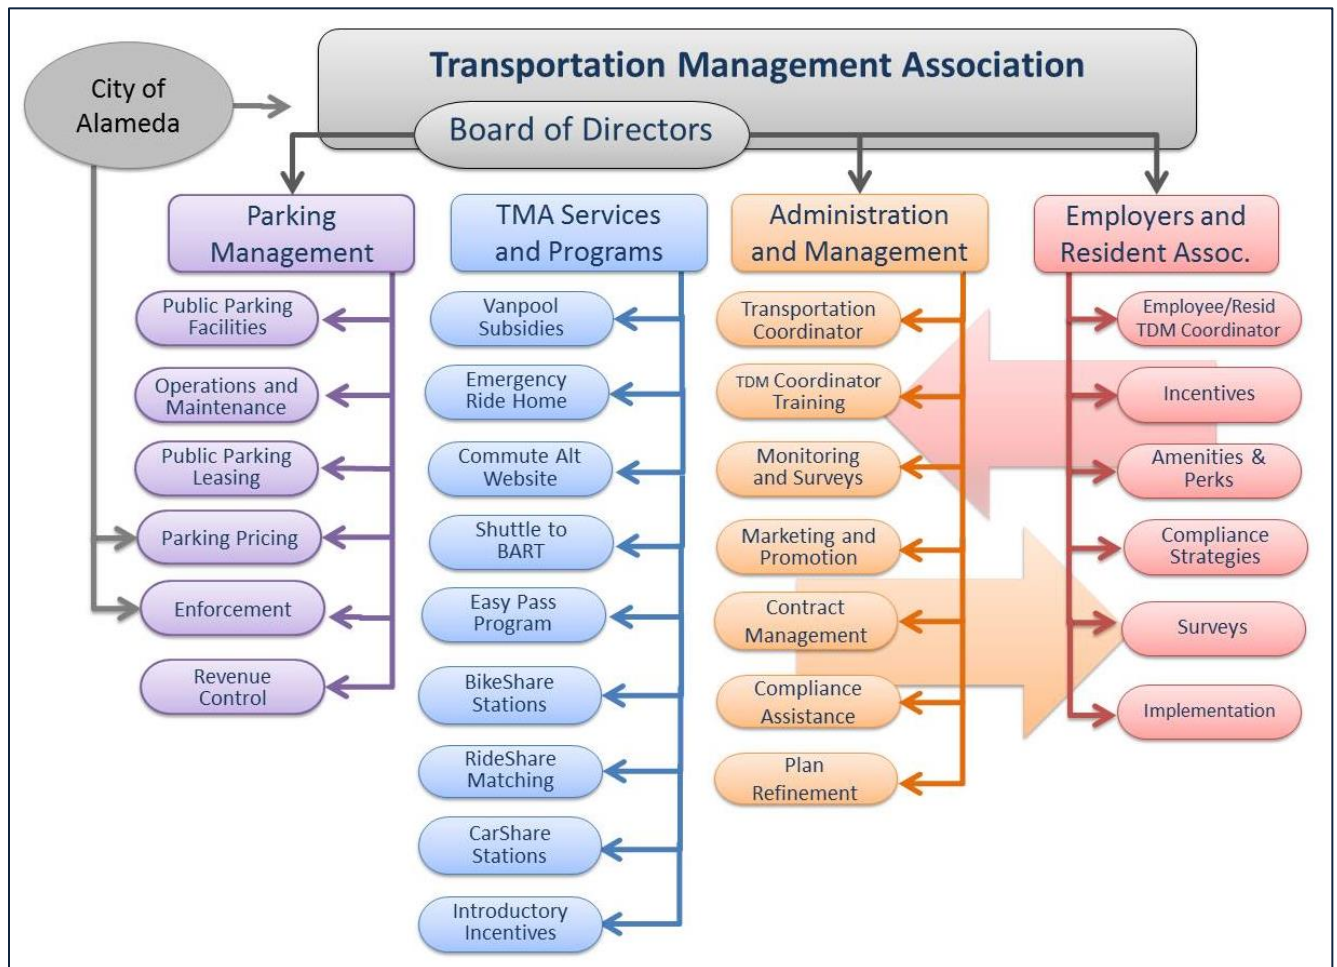 Transportation Management Association
City of
Alameda
Board of Directors
Parking
Management
Public Parking
Facilities
Operations and
Maintenance
Public Parking
Leasing
Parking Pricing
Enforcement
Revenue
Control
TMA Services
and Programs
Vanpool
Subsidies
Emergency
Ride Home
Commute Alt
Website
Shuttle to
BART
Easy Pass
Program
BikeShare
Stations
RideShare
Matching
CarShare
Stations
Introductory
Incentives
Administration
and Management
Transportation
Coordinator
TDM Coordinator
Training
Monitoring
and Surveys
Marketing and
Promotion
Contract
Management
Compliance
Assistance
Plan
Refinement
Employers and
Resident Assoc.
Employee/Resid
TDM Coordinator
Incentives
Amenities &
Perks
Compliance
Strategies
Surveys
Implementation